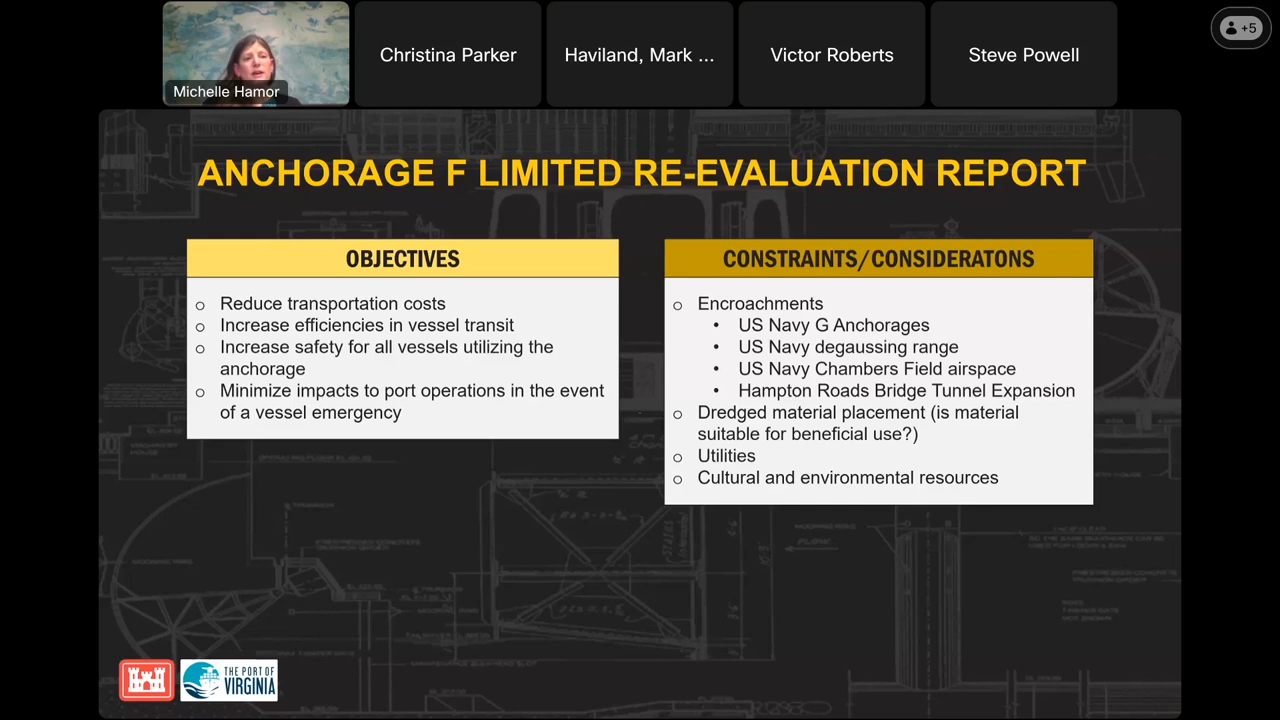 Michelle Hamor
Christina Parker
Haviland, Mark ...
Victor Roberts
Steve Powell
+5
ANCHORAGE F LIMITED RE-EVALUATION REPORT
OBJECTIVES
o Reduce transportation costs
o Increase efficiencies in vessel transit
o Increase safety for all vessels utilizing the
anchorage
o Minimize impacts to port operations in the event
of a vessel emergency
CONSTRAINTS/CONSIDERATONS
o Encroachments
• US Navy G Anchorages
• US Navy degaussing range
• US Navy Chambers Field airspace
• Hampton Roads Bridge Tunnel Expansion
o Dredged material placement (is material
suitable for beneficial use?)
o Utilities
o Cultural and environmental resources
FLOW
THE PORT OF
VIRGINIA